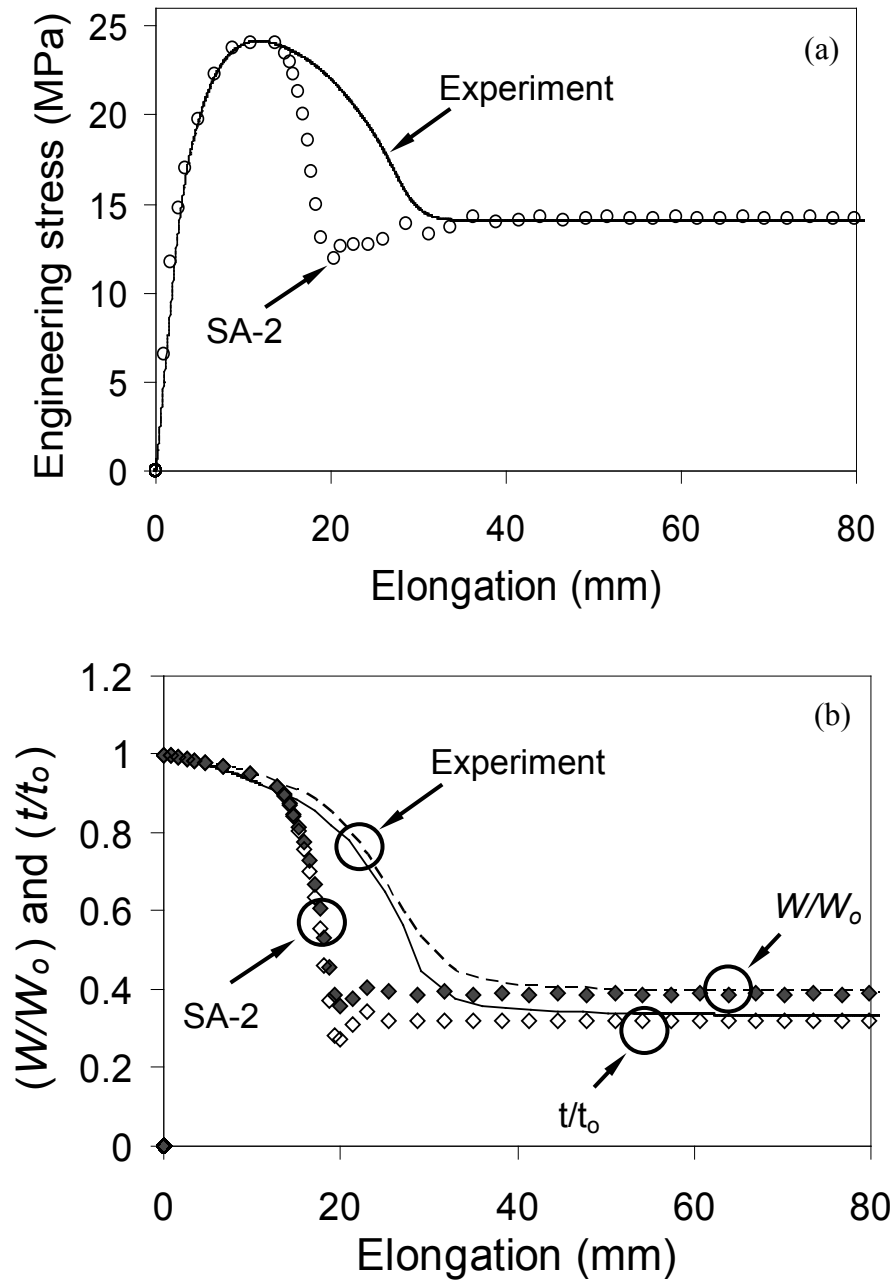 (a)
Engineering stress (MPa)
25
20
15
10
5
0
Experiment
SA-2
0 20 40 60 80
Elongation (mm)
(b)
(W/Wo) and (t/to)
1.2
1
0.8
0.6
0.4
0.2
0
Experiment
W/Wo
SA-2
t/to
0 20 40 60 80
Elongation (mm)